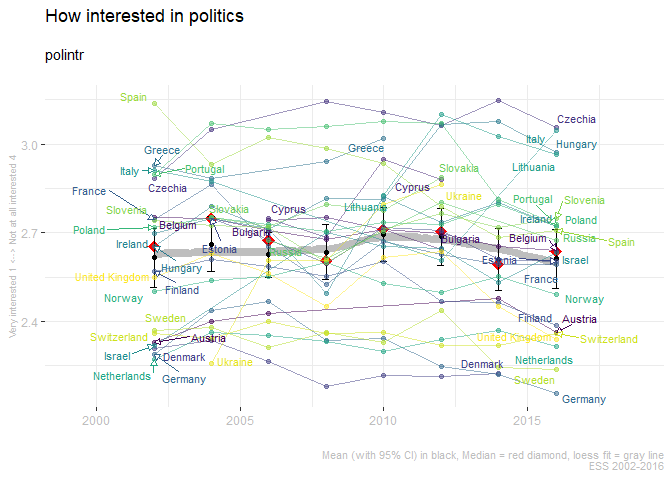 How interested in politics
polintr
Very interested 1 - > Not at all interested 4
3.0
2.7
2.4
Spain
Greece
Italy
Portugal
France
Czechia
Slovenia
Slovakia
Poland
Belgium
Ireland
Hungary
United Kingdom
Finland
Norway
Sweden
Switzerland
Austria
Israel
Denmark
Netherlands
Germany
Ukraine
Estonia
Bulgaria
Cyprus
Greece
Lithuania
Cyprus
Slovakia
Ukraine
Bulgaria
Czechia
Italy
Hungary
Lithuania
Portugal
Slovenia
Ireland
Poland
Belgium
Russia
Spain
Estonia
Israel
France
Norway
Finland
Austria
United Kingdom
Switzerland
Denmark
Netherlands
Sweden
Germany
2000
2005
2010
2015
Mean (with 95% CI) in black, Median = red diamond, loess fit = gray line
ESS 2002-2016